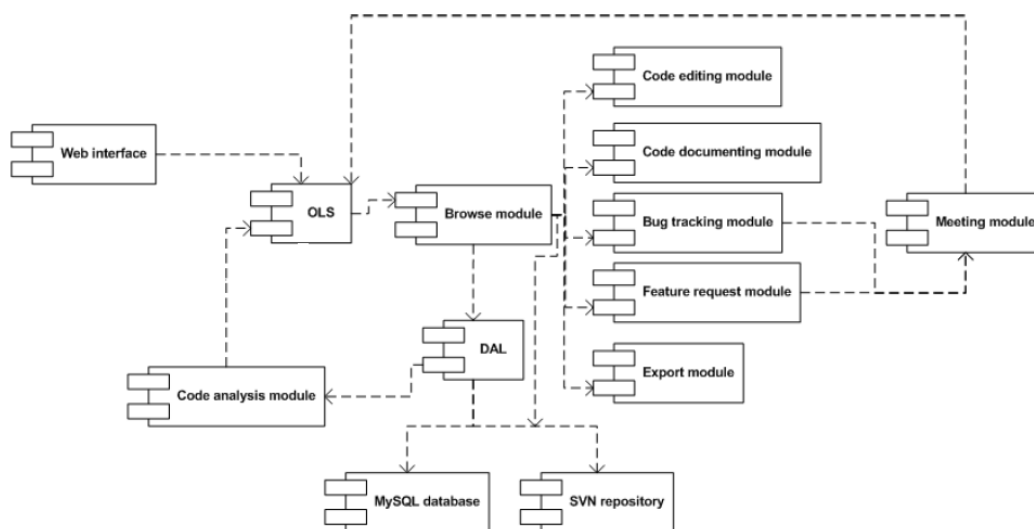 Code editing module
Web interface
Code documenting module
OLS
Browse module
Bug tracking module
Meeting module
Feature request module
DAL
Export module
Code analysis module
MySQL database
SVN repository